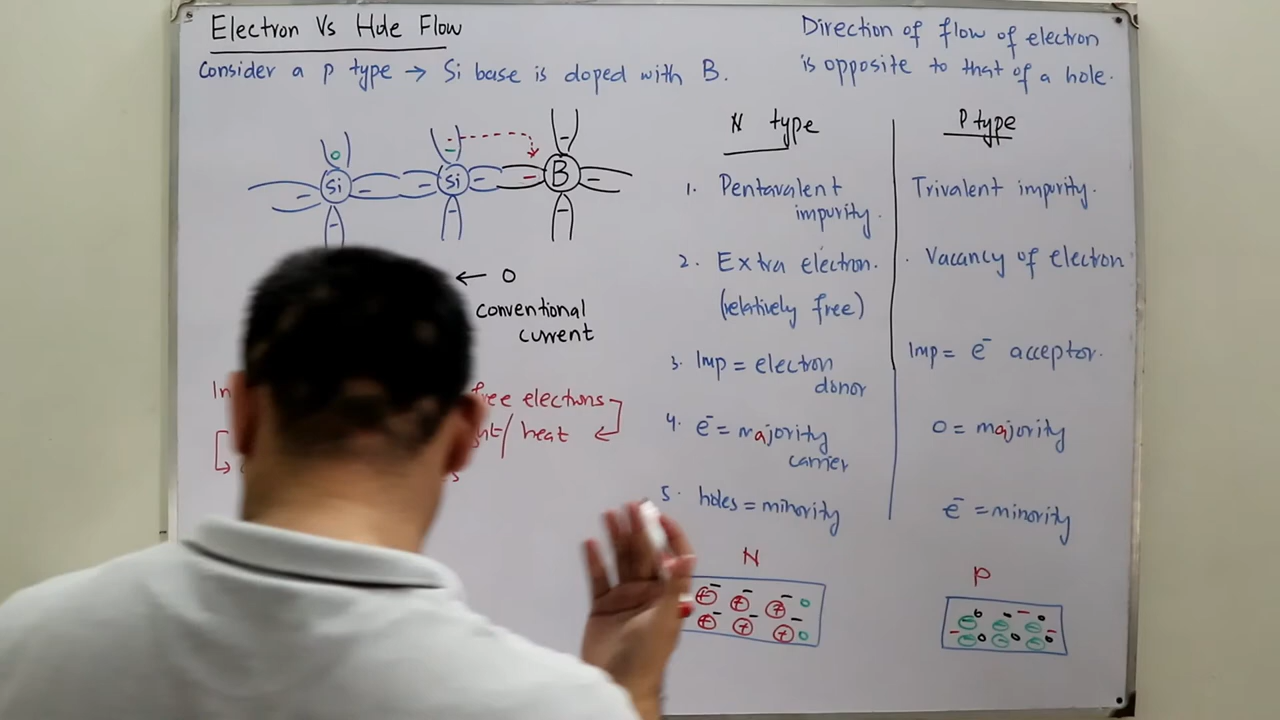 Electron Vs Hole Flow
Consider a p type → Si base is doped with B.
Direction of flow of electron
is opposite to that of a hole.
Si
Si
B
← O
conventional
current
In
free electrons
/ heat
s
N type
P type
1. Pentavalent
impurity.
Trivalent impurity.
2. Extra electron.
(relatively free)
Vacancy of electron
3. Imp = electron
donor
Imp = e⁻ acceptor.
4. e⁻ = majority
carrier
O = majority
5. holes = minority
e⁻ = minority
N
P